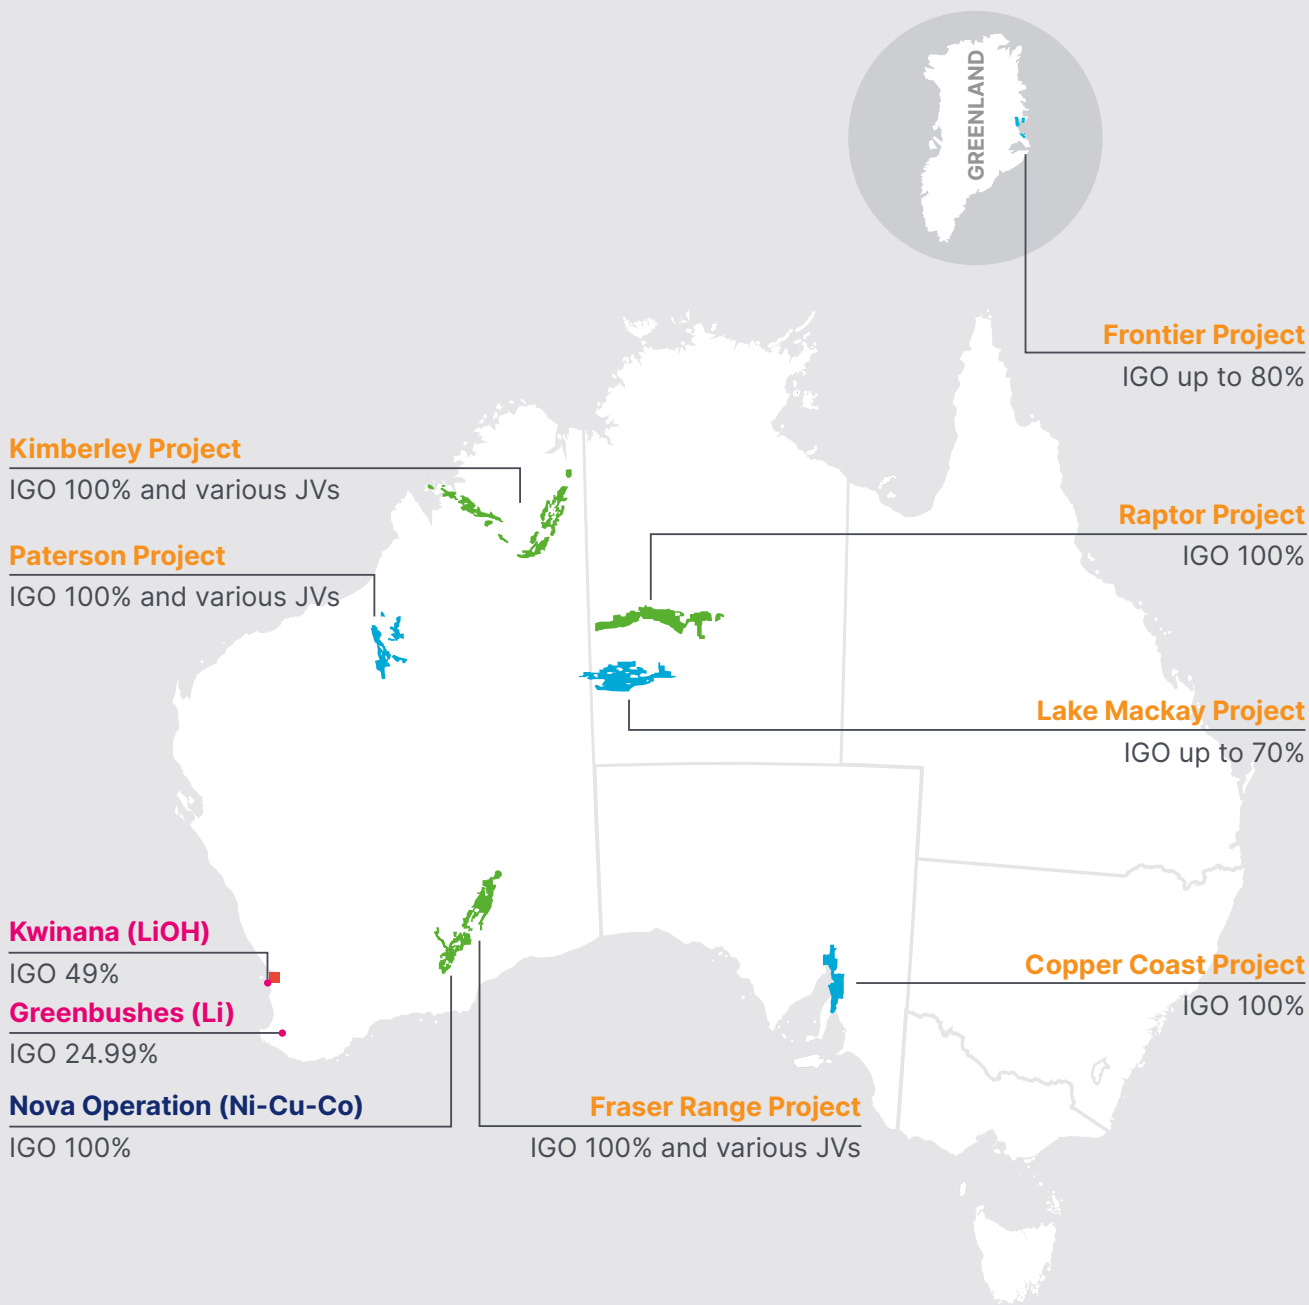 GREENLAND
Frontier Project
IGO up to 80%
Kimberley Project
IGO 100% and various JVs
Raptor Project
IGO 100%
Paterson Project
IGO 100% and various JVs
Lake Mackay Project
IGO up to 70%
Kwinana (LiOH)
IGO 49%
Copper Coast Project
IGO 100%
Greenbushes (Li)
IGO 24.99%
Nova Operation (Ni-Cu-Co)
IGO 100%
Fraser Range Project
IGO 100% and various JVs